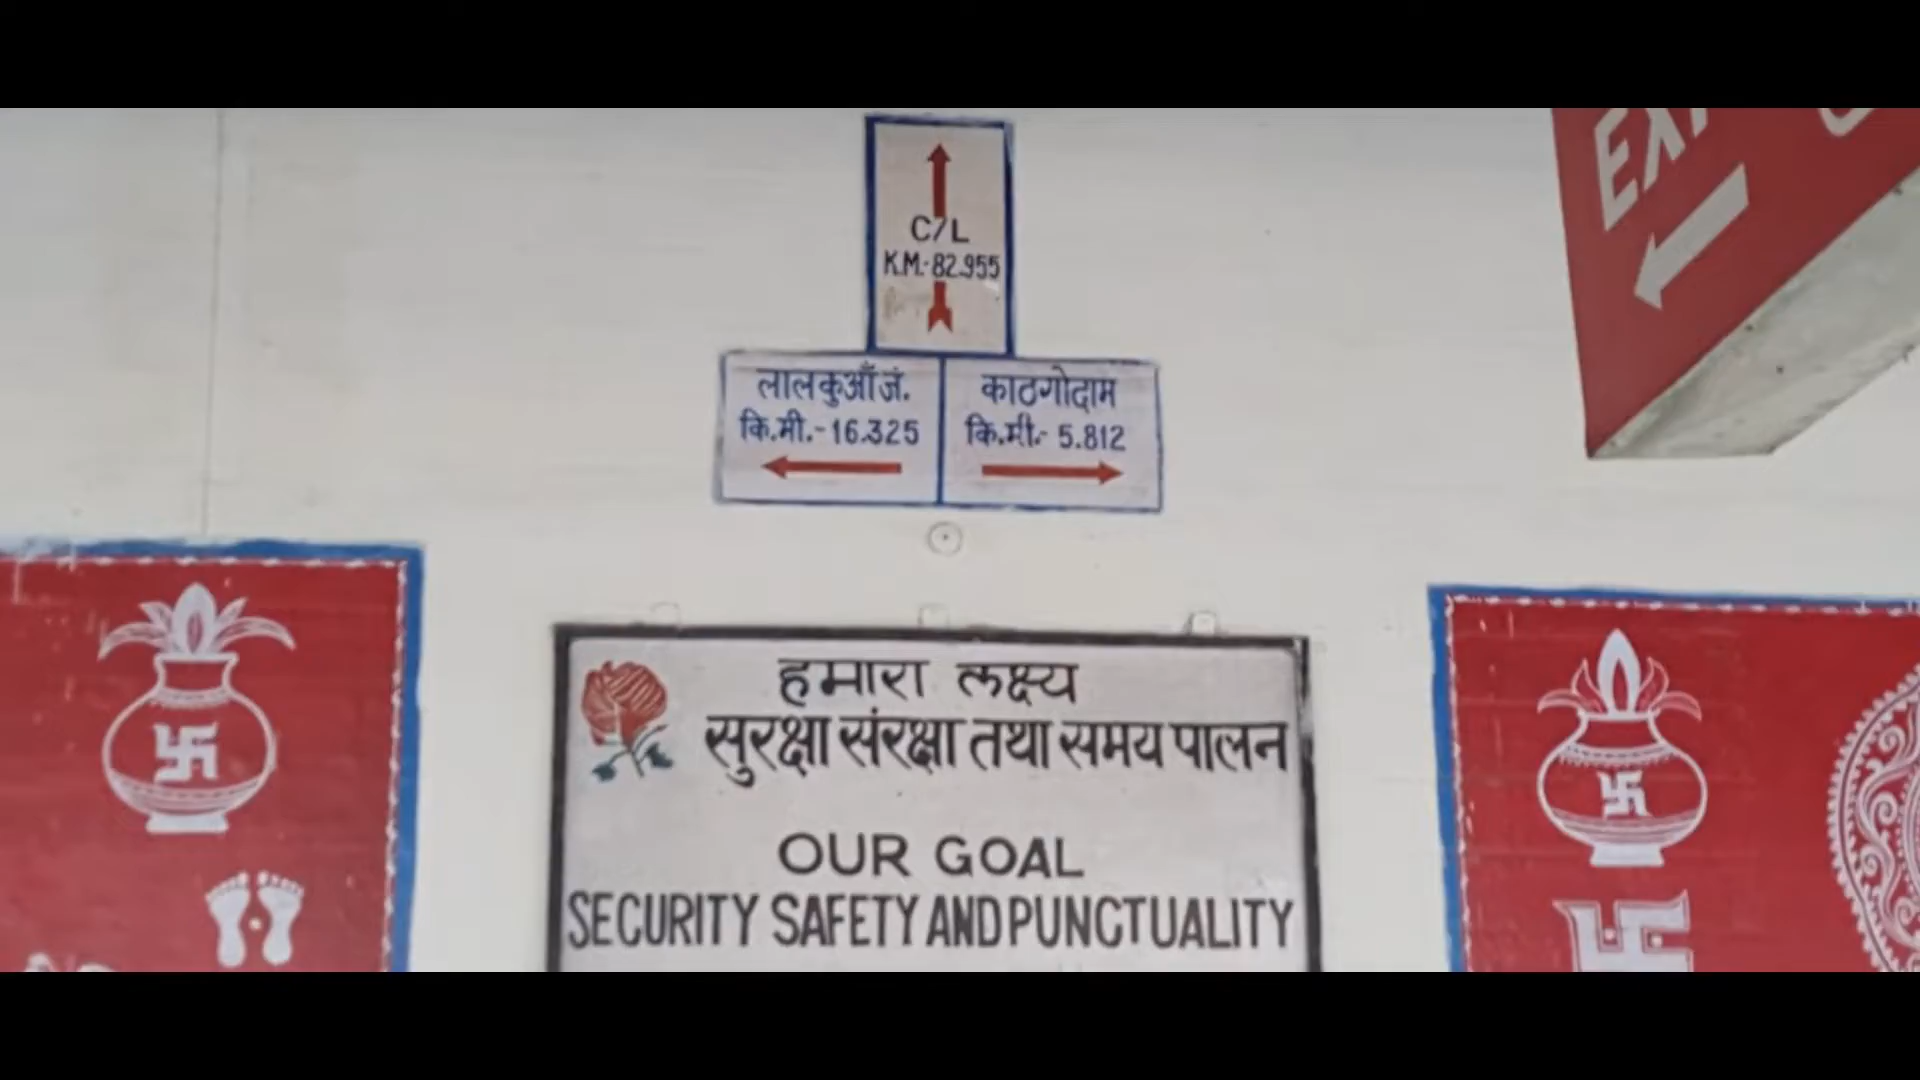 C/L
K.M.-82.955
लालकुआँ जं.
कि.मी.-16.325
काठगोदाम
कि.मी.- 5.812
हमारा लक्ष्य
सुरक्षा संरक्षा तथा समय पालन
OUR GOAL
SECURITY SAFETY AND PUNCTUALITY